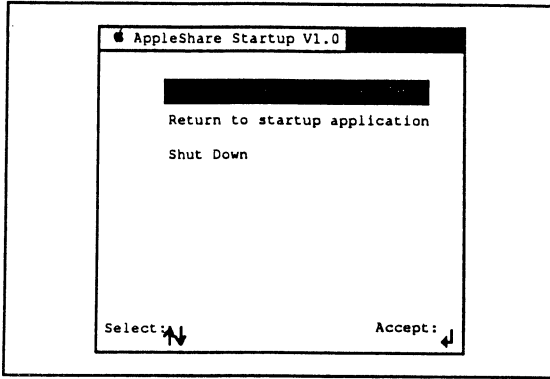 AppleShare Startup V1.0
Return to startup application
Shut Down
Select:
Accept: